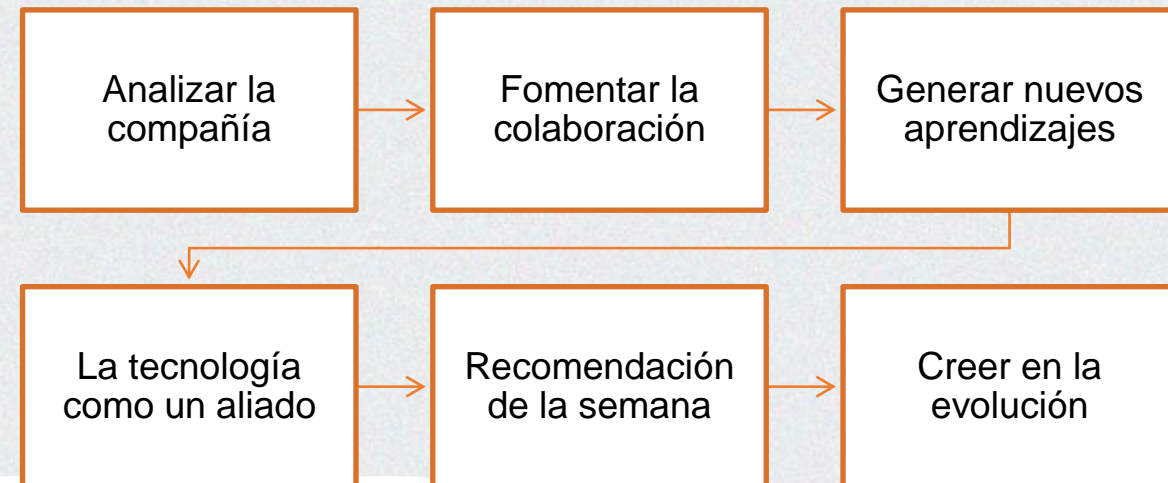 Analizar la
compañía
Fomentar la
colaboración
Generar nuevos
aprendizajes
La tecnología
como un aliado
Recomendación
de la semana
Creer en la
evolución